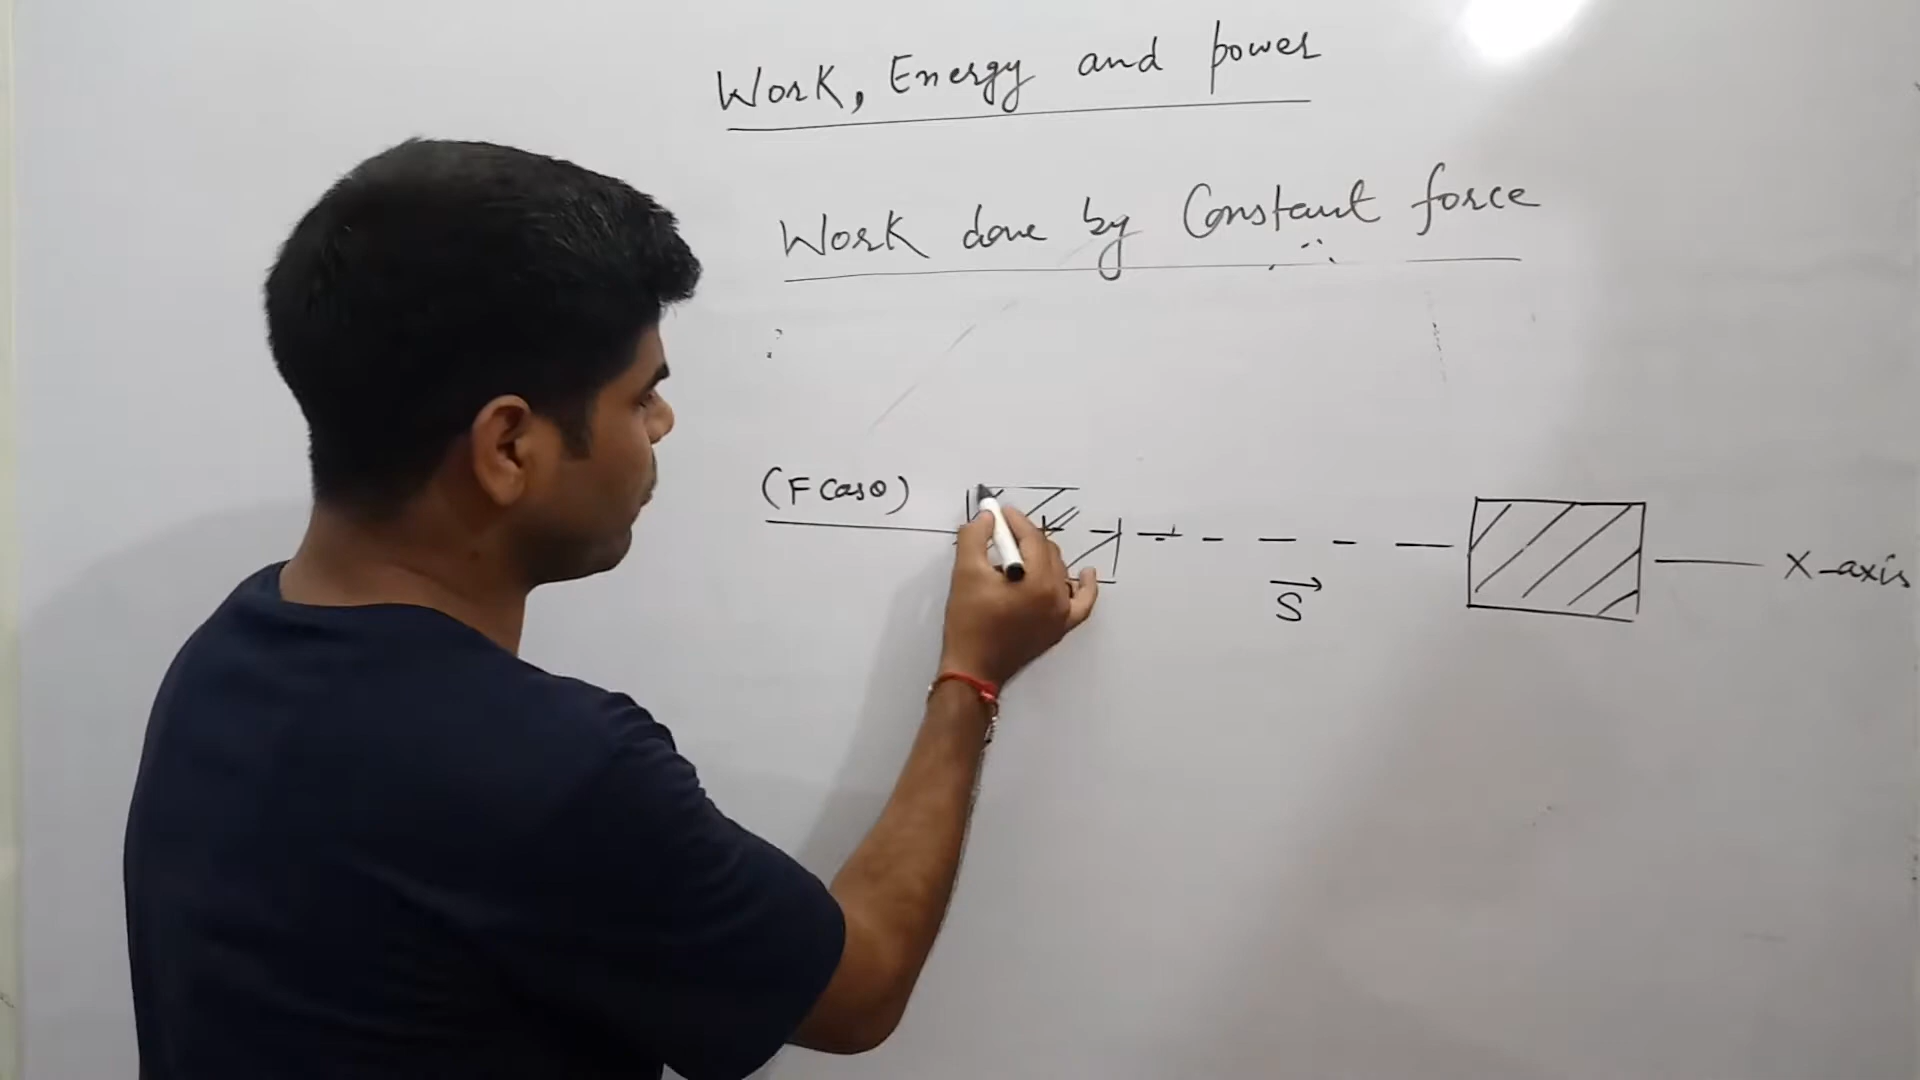 Work, Energy and power
Work done by Constant force
(F Cosθ)
S
X-axis